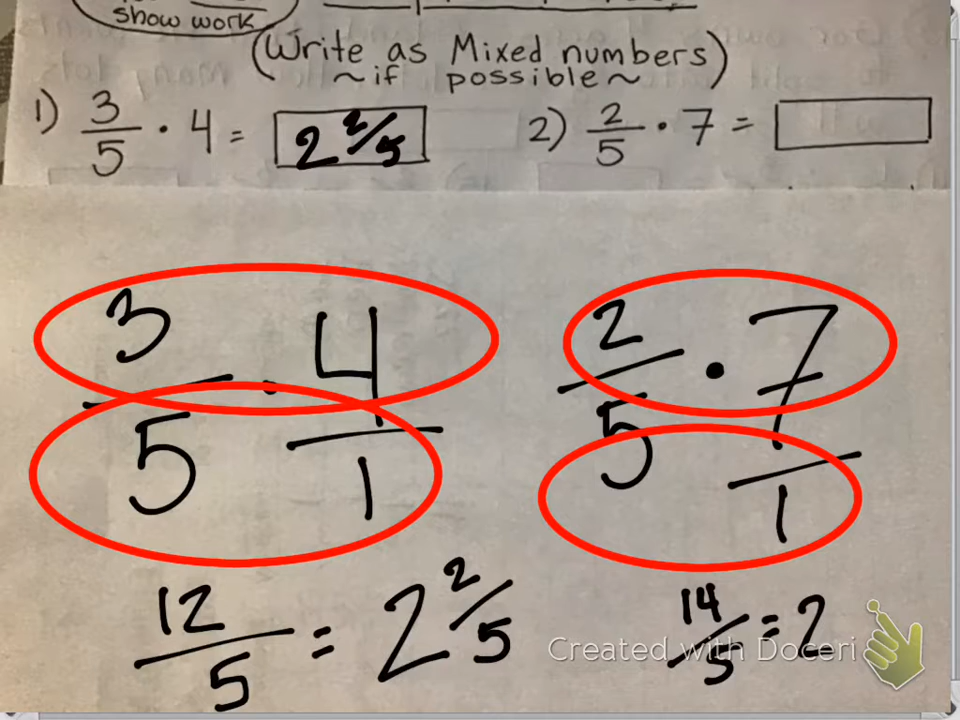 show work
(Write as Mixed numbers)
~ if possible ~
1) 3/5 · 4 = 2 2/5
2) 2/5 · 7 =
3/5 · 4/1
2/5 · 7/1
12/5 = 2 2/5
14/5 = 2
Created with Doceri